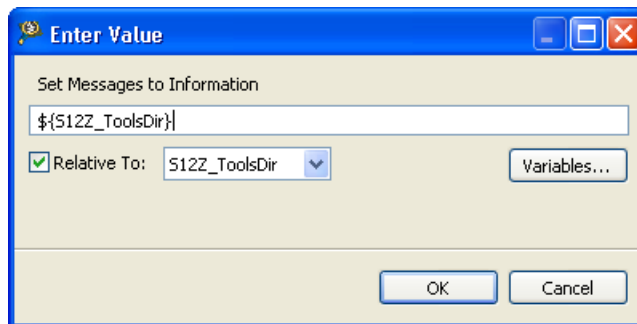 Enter Value
Set Messages to Information
${S12Z_ToolsDir}
Relative To: S12Z_ToolsDir Variables...
OK Cancel